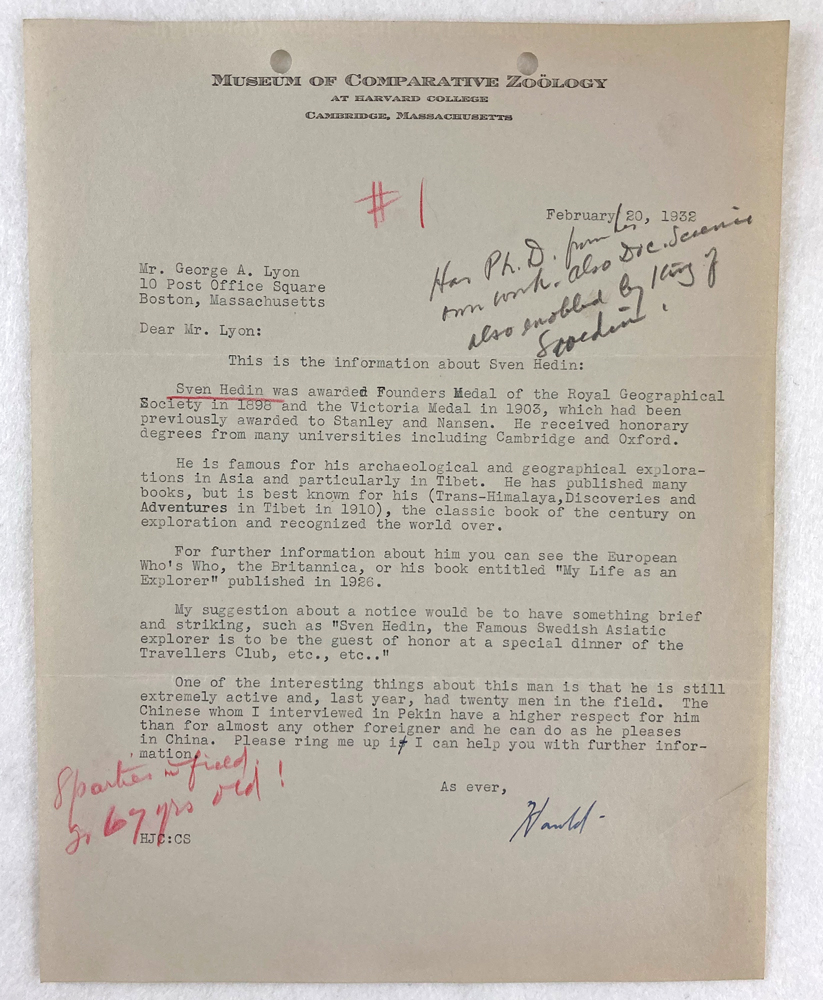 MUSEUM OF COMPARATIVE ZOÖLOGY
AT HARVARD COLLEGE
CAMBRIDGE, MASSACHUSETTS
#1
February 20, 1932
Has Ph.D. from his
own work. also Doc. Science
also enobled by King of
Sweden.
Mr. George A. Lyon
10 Post Office Square
Boston, Massachusetts
Dear Mr. Lyon:
This is the information about Sven Hedin:
Sven Hedin was awarded Founders Medal of the Royal Geographical
Society in 1898 and the Victoria Medal in 1903, which had been
previously awarded to Stanley and Nansen. He received honorary
degrees from many universities including Cambridge and Oxford.
He is famous for his archaeological and geographical explora-
tions in Asia and particularly in Tibet. He has published many
books, but is best known for his (Trans-Himalaya,Discoveries and
Adventures in Tibet in 1910), the classic book of the century on
exploration and recognized the world over.
For further information about him you can see the European
Who's Who, the Britannica, or his book entitled "My Life as an
Explorer" published in 1926.
My suggestion about a notice would be to have something brief
and striking, such as "Sven Hedin, the Famous Swedish Asiatic
explorer is to be the guest of honor at a special dinner of the
Travellers Club, etc., etc.."
One of the interesting things about this man is that he is still
extremely active and, last year, had twenty men in the field. The
Chinese whom I interviewed in Pekin have a higher respect for him
than for almost any other foreigner and he can do as he pleases
in China. Please ring me up if I can help you with further infor-
mation.
8 parties in field.
67 yrs old!
As ever,
Harold-
HJC:CS